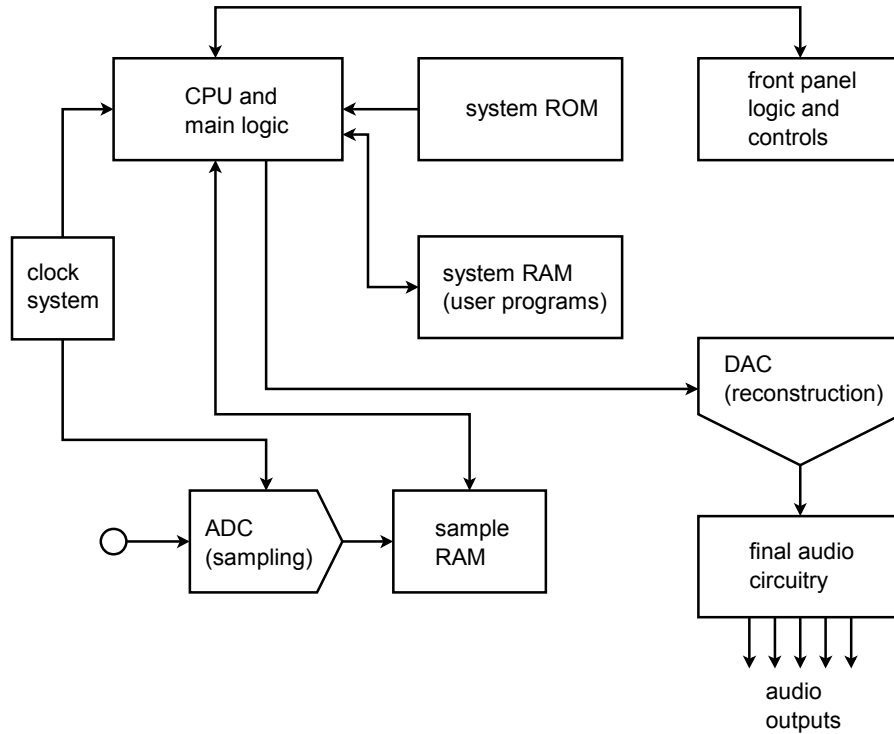 CPU and
main logic
system ROM
front panel
logic and
controls
clock
system
system RAM
(user programs)
DAC
(reconstruction)
ADC
(sampling)
sample
RAM
final audio
circuitry
audio
outputs